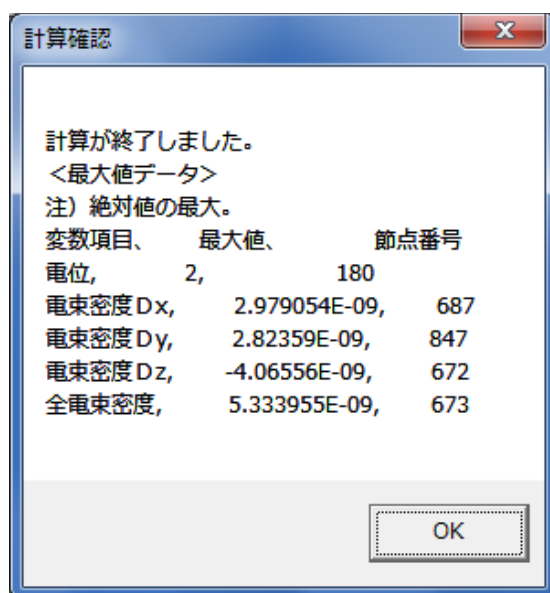 計算確認
計算が終了しました。
＜最大値データ＞
注）絶対値の最大。
変数項目、 最大値、 節点番号
電位, 2, 180
電束密度Ｄx, 2.979054E-09, 687
電束密度Ｄy, 2.82359E-09, 847
電束密度Ｄz, -4.06556E-09, 672
全電束密度, 5.333955E-09, 673
OK